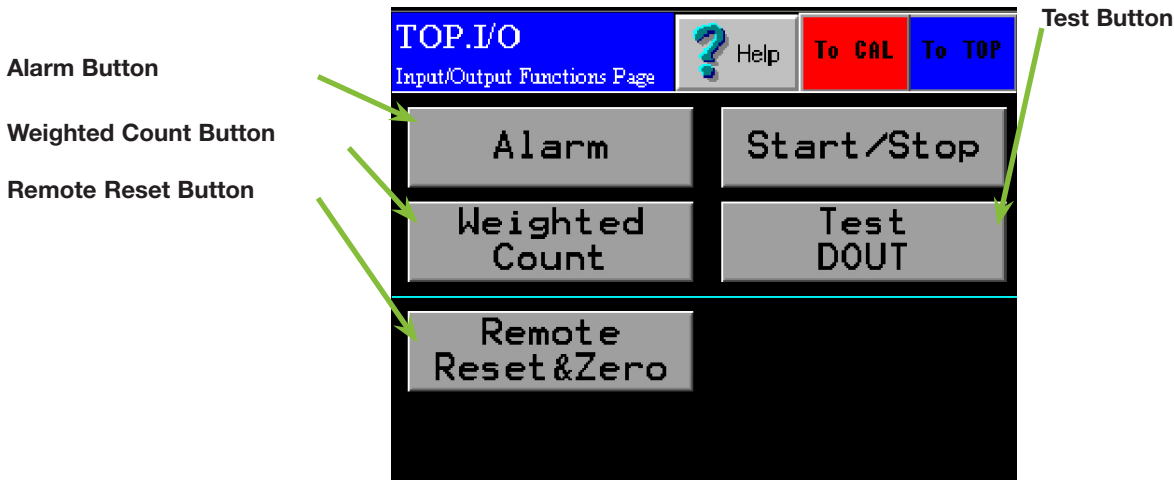 Test Button
TOP.I/O
Input/Output Functions Page
Help
To CAL
To TOP
Alarm Button
Weighted Count Button
Remote Reset Button
Alarm
Start/Stop
Weighted
Count
Test
DOUT
Remote
Reset&Zero